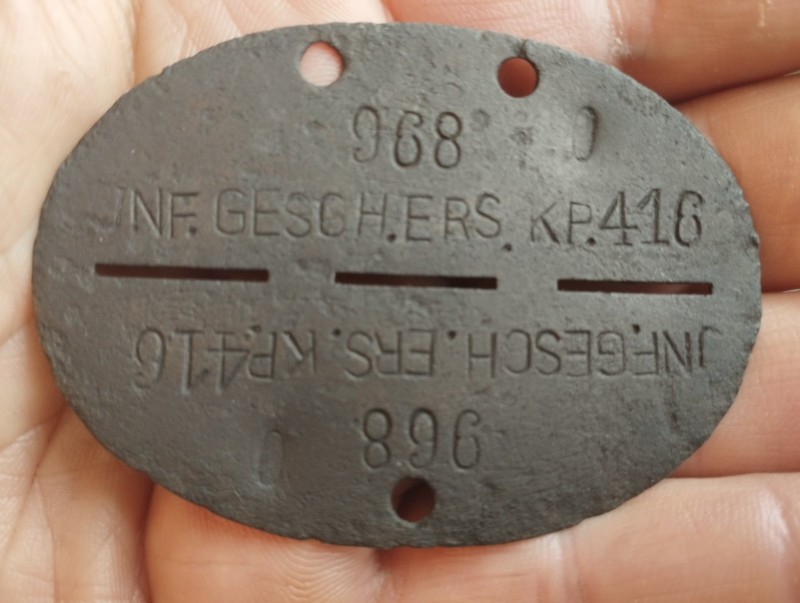 968 0
JNF. GESCH.ERS. KP.416
968 0
JNF.GESCH.ERS.KP.416